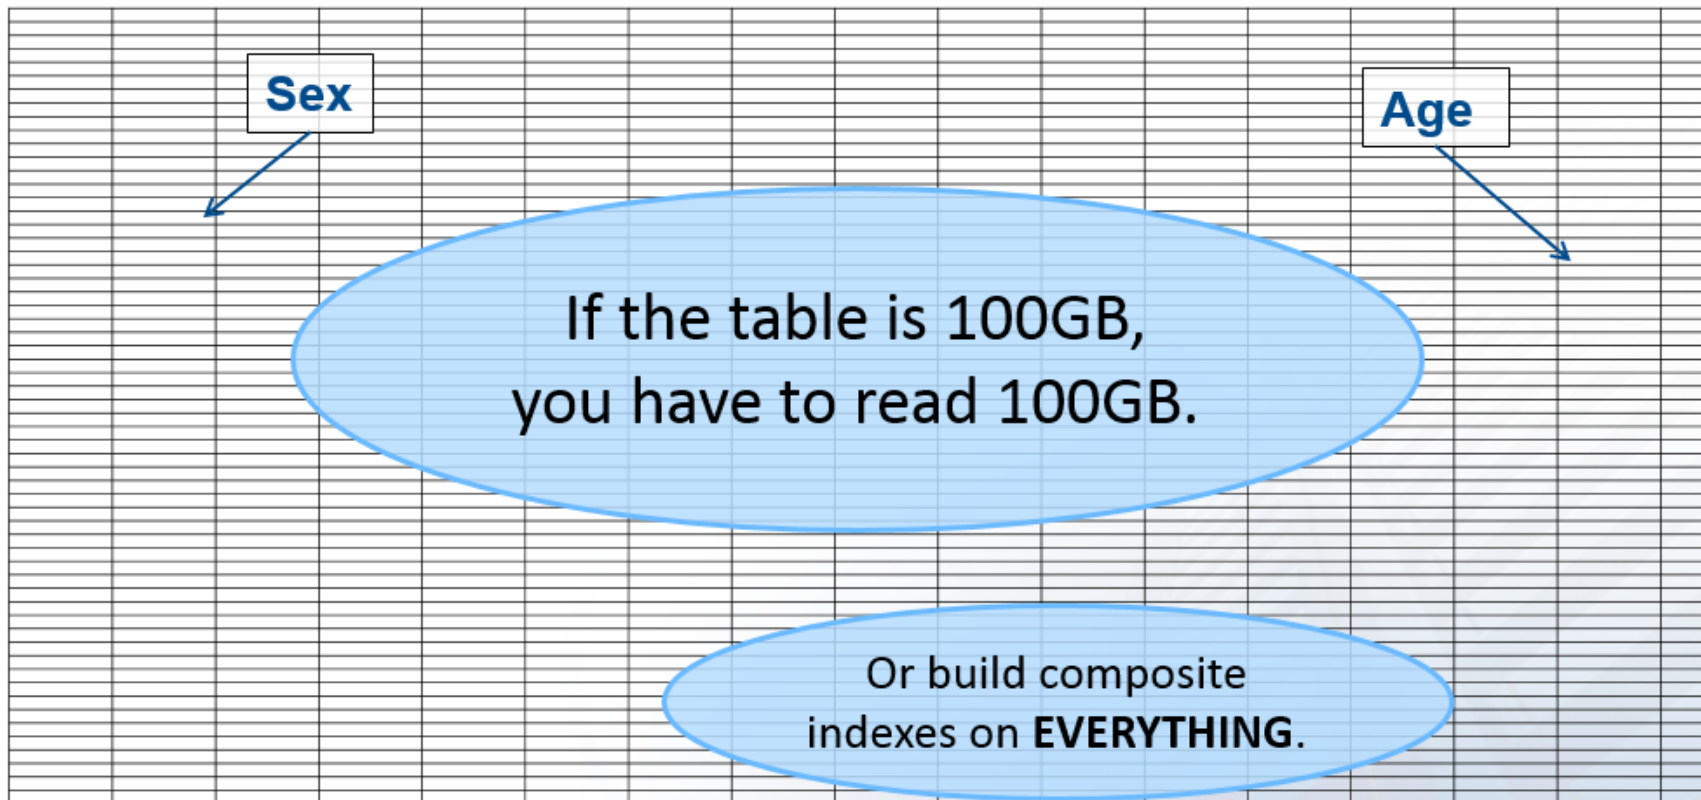 Sex
Age
If the table is 100GB,
you have to read 100GB.
Or build composite
indexes on EVERYTHING.